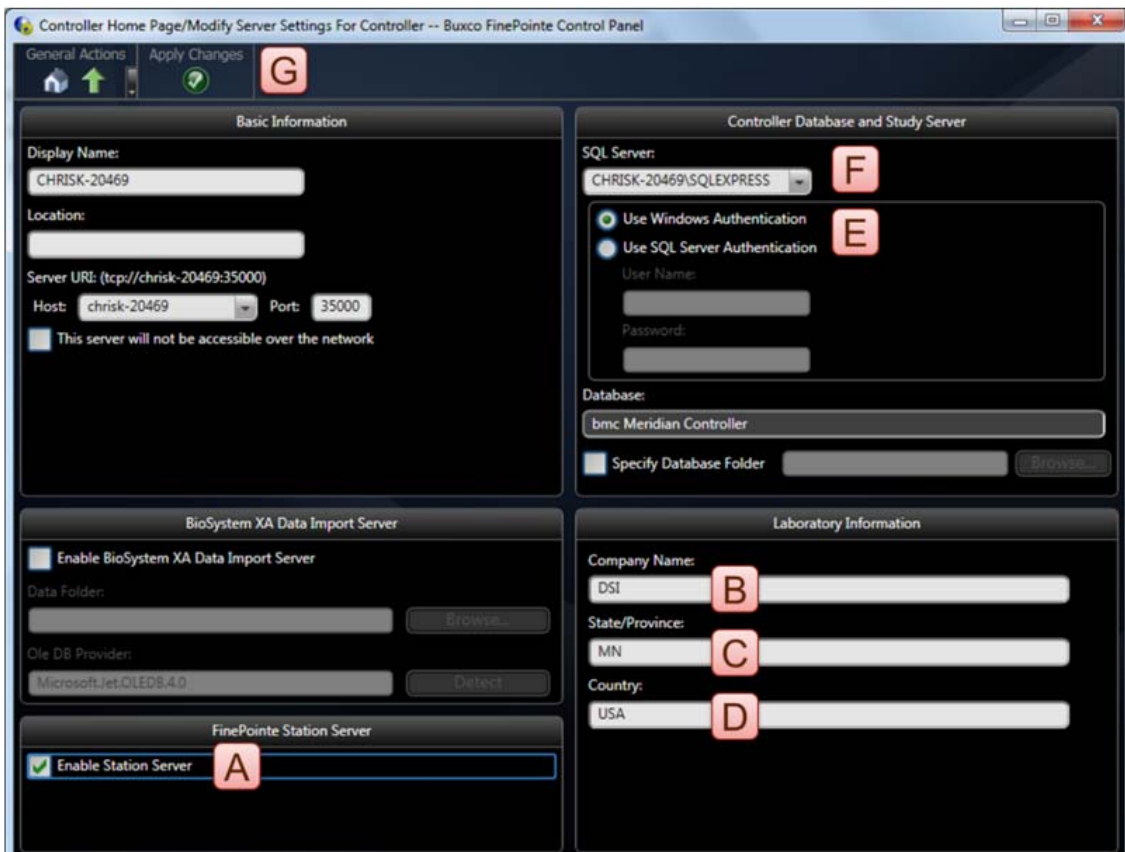 Controller Home Page/Modify Server Settings For Controller -- Buxco FinePointe Control Panel
General Actions
Apply Changes
G
Basic Information
Display Name:
CHRISK-20469
Location:
Server URI: (tcp://chrisk-20469:35000)
Host: chrisk-20469 Port: 35000
This server will not be accessible over the network
Controller Database and Study Server
SQL Server:
CHRISK-20469\SQLEXPRESS
F
Use Windows Authentication
E
Use SQL Server Authentication
User Name:
Password:
Database:
bmc Meridian Controller
Specify Database Folder Browse...
BioSystem XA Data Import Server
Enable BioSystem XA Data Import Server
Data Folder:
Browse...
Ole DB Provider:
Microsoft.Jet.OLEDB.4.0 Detect
Laboratory Information
Company Name:
DSI B
State/Province:
MN C
Country:
USA D
FinePointe Station Server
Enable Station Server A